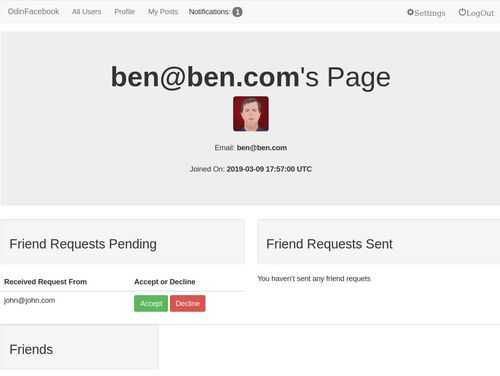 OdinFacebook All Users Profile My Posts Notifications: 1 Settings LogOut
ben@ben.com's Page
Email: ben@ben.com
Joined On: 2019-03-09 17:57:00 UTC
Friend Requests Pending
Received Request From Accept or Decline
john@john.com Accept Decline
Friend Requests Sent
You haven't sent any friend requets
Friends